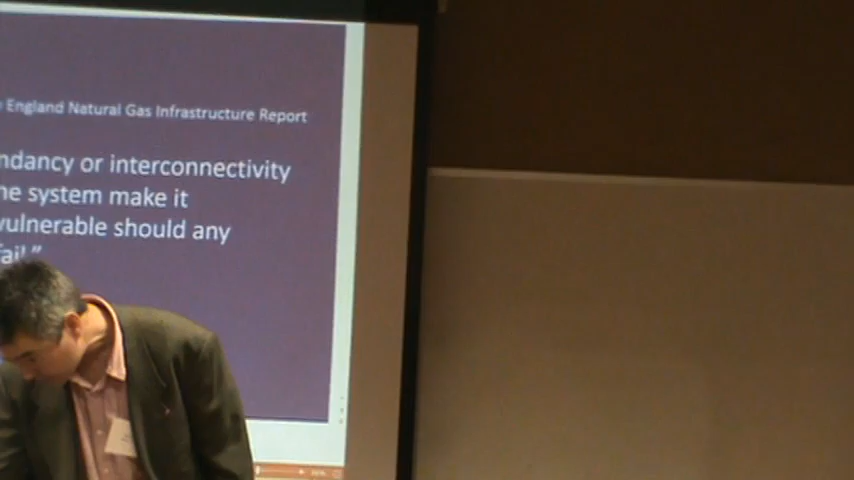 England Natural Gas Infrastructure Report
ndancy or interconnectivity
he system make it
vulnerable should any
fail."